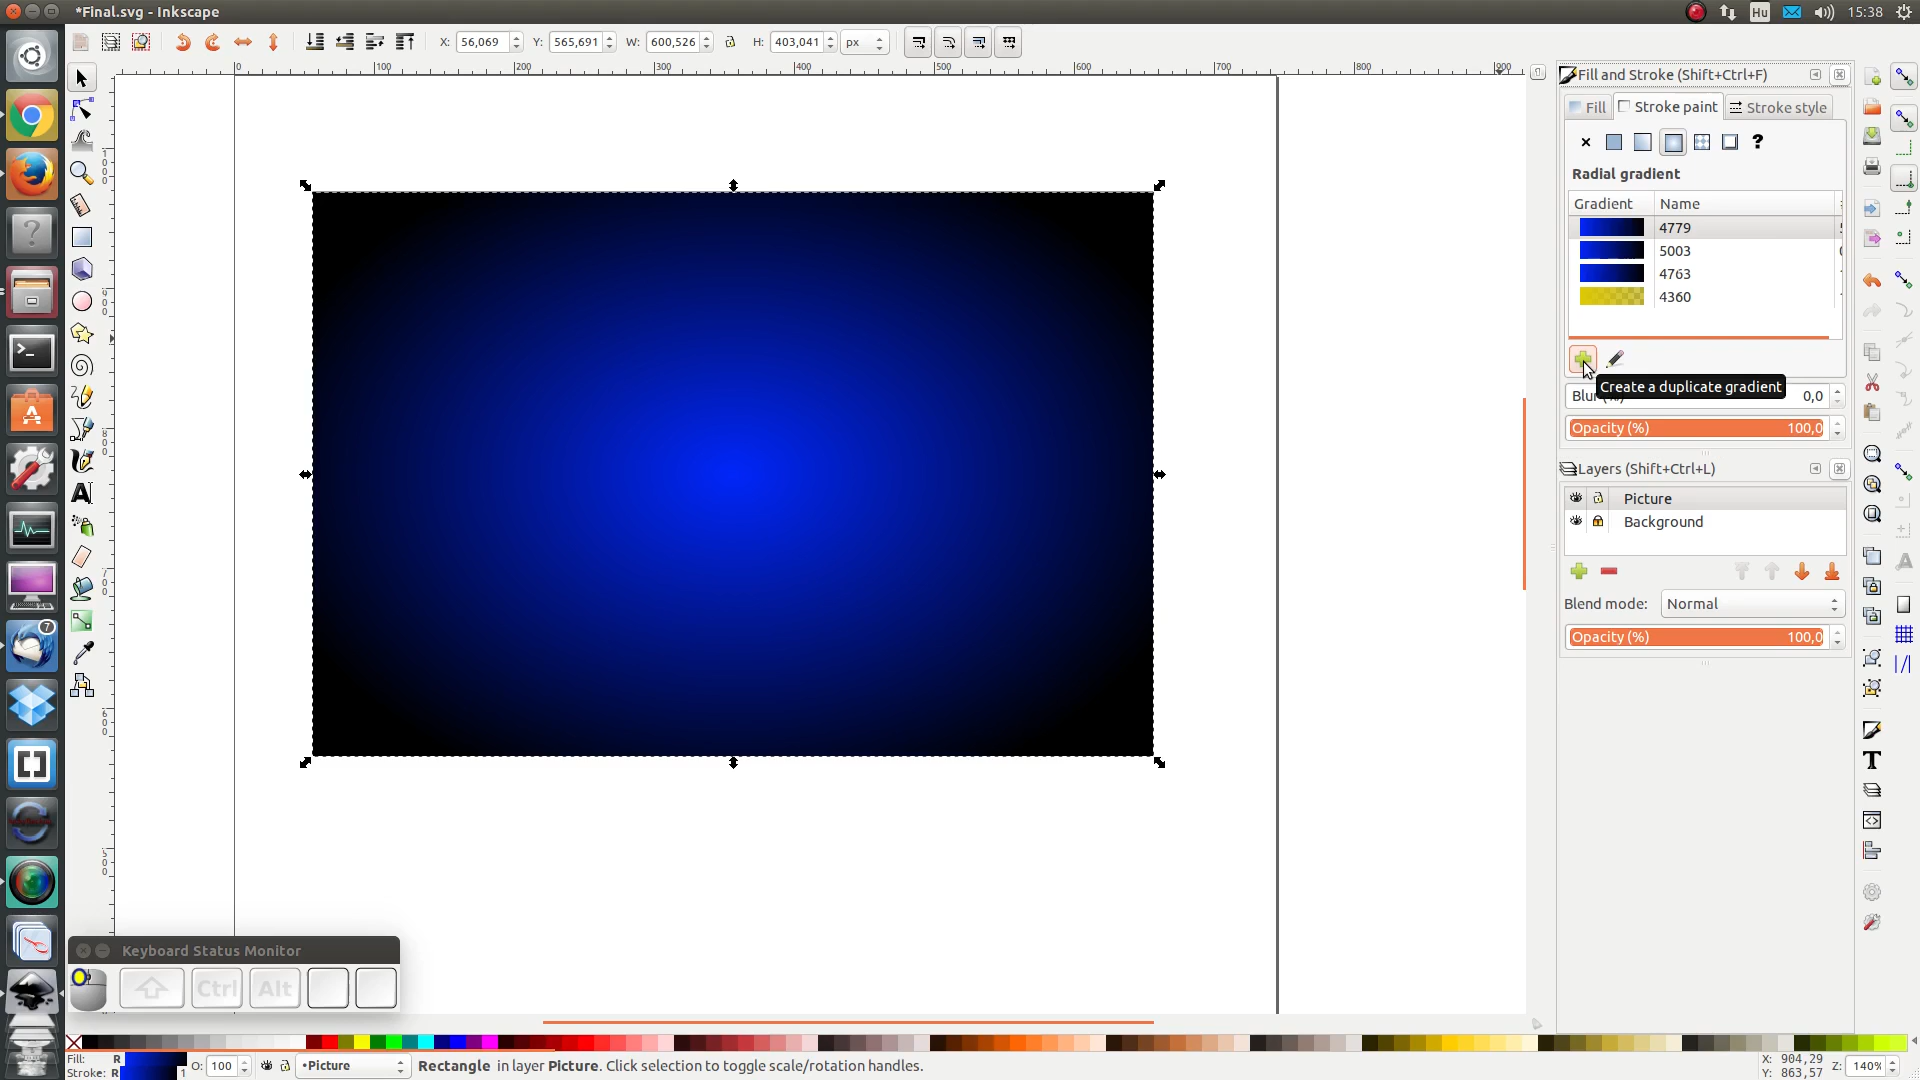 *Final.svg - Inkscape
Hu
15:38
X: 56,069
Y: 565,691
W: 600,526
H: 403,041
px
0
100
200
300
400
500
600
700
800
900
Fill and Stroke (Shift+Ctrl+F)
Fill
Stroke paint
Stroke style
?
Radial gradient
Gradient
Name
4779
5003
4763
4360
Create a duplicate gradient
0,0
Opacity (%)
100,0
Layers (Shift+Ctrl+L)
Picture
Background
Blend mode:
Normal
Opacity (%)
100,0
7
Keyboard Status Monitor
Ctrl
Alt
Fill:
R
Stroke: R
1
O: 100
•Picture
Rectangle in layer Picture. Click selection to toggle scale/rotation handles.
X: 904,29
Y: 863,57
Z: 140%